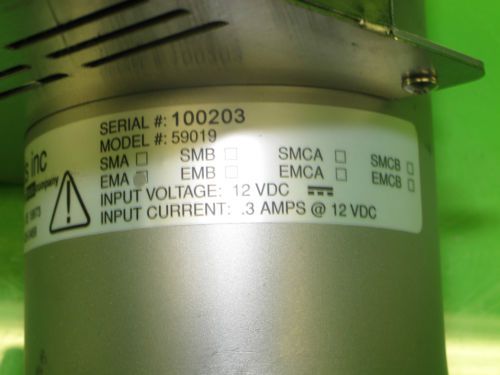 s inc
company
SERIAL #: 100203
MODEL #: 59019
SMA SMB SMCA SMCB
EMA EMB EMCA EMCB
INPUT VOLTAGE: 12 VDC
INPUT CURRENT: .3 AMPS @ 12 VDC